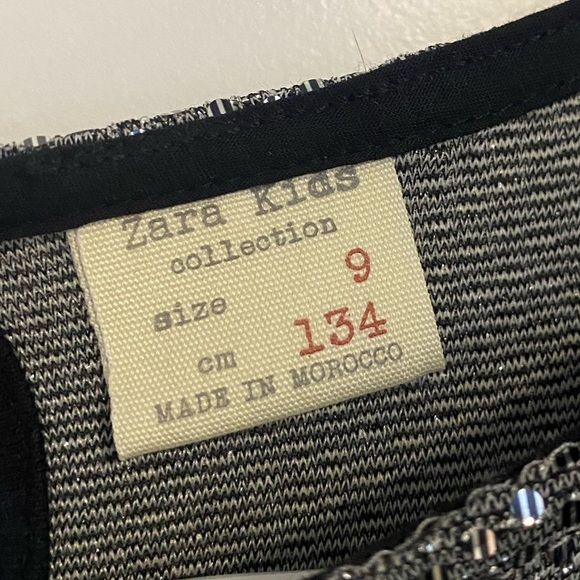 Zara Kids
collection
size 9
cm 134
MADE IN MOROCCO